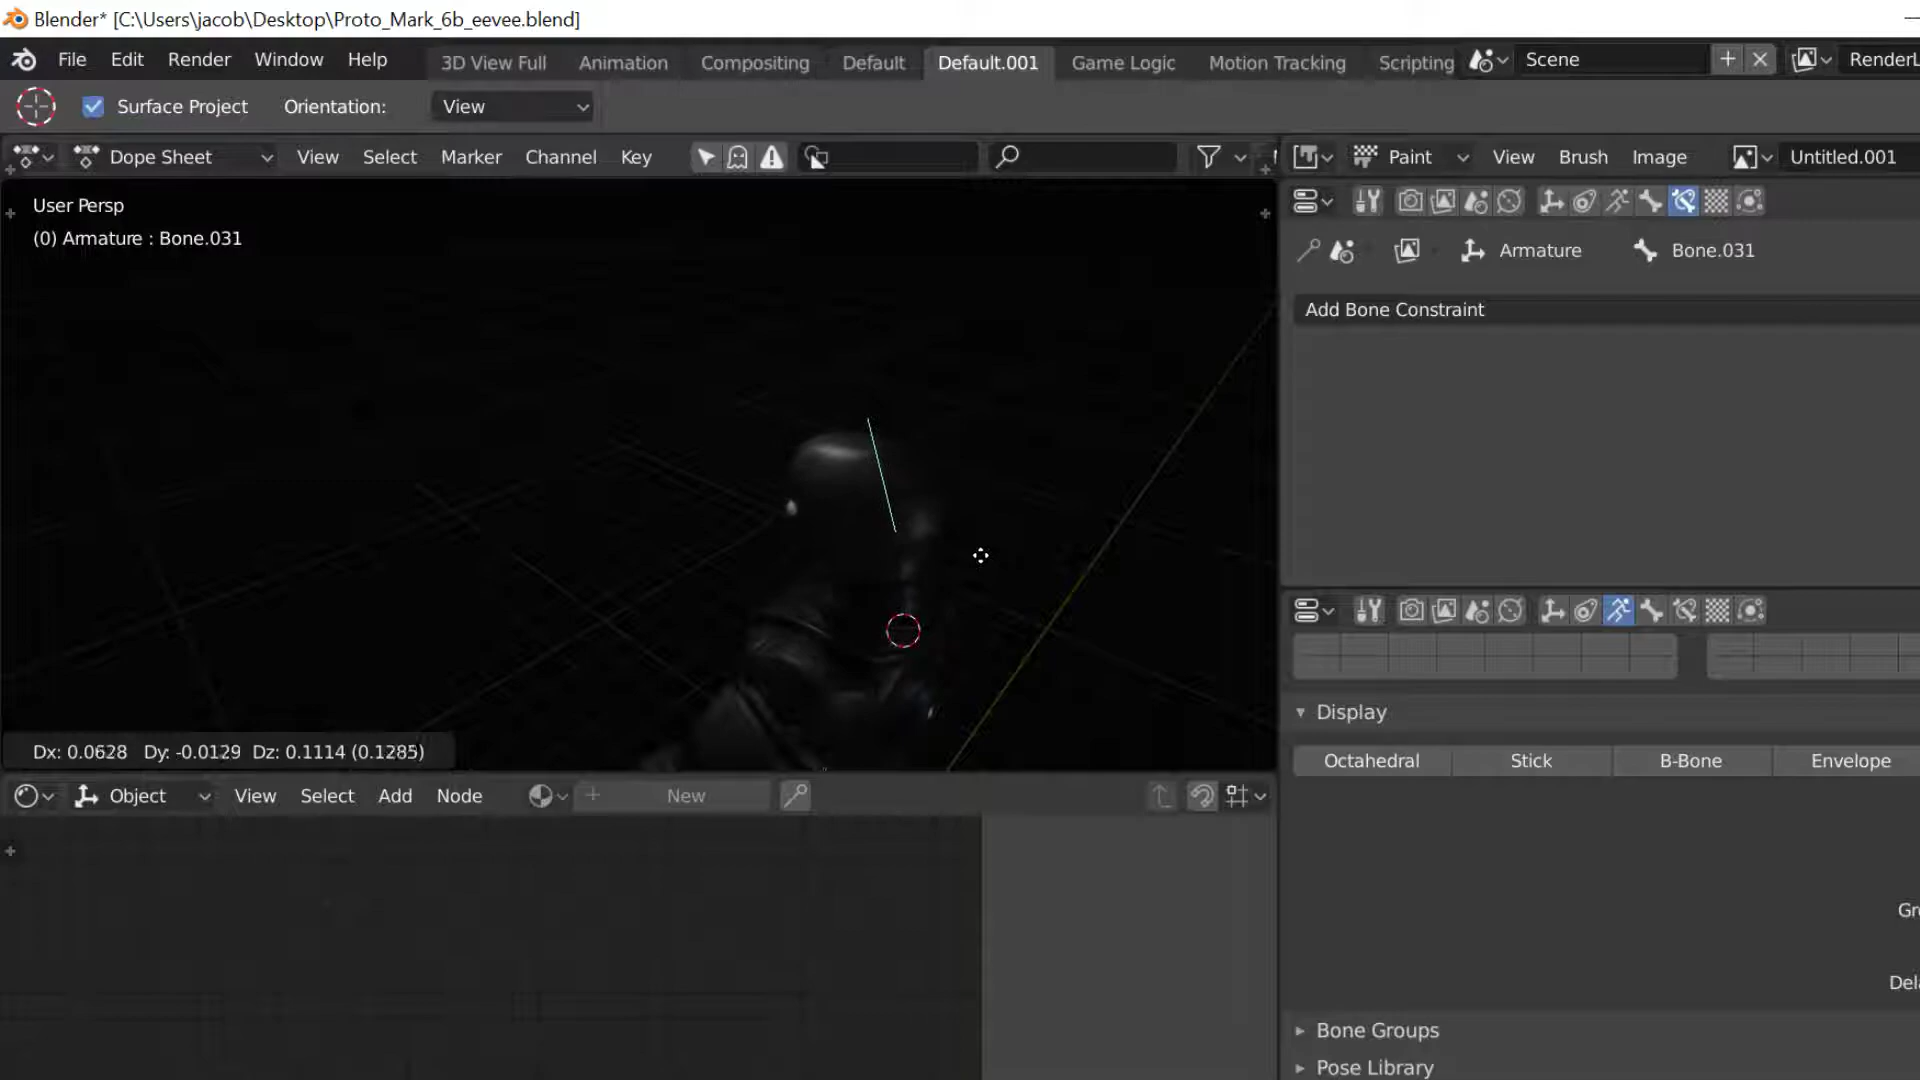 Blender* [C:\Users\jacob\Desktop\Proto_Mark_6b_eevee.blend]
File Edit Render Window Help 3D View Full Animation Compositing Default Default.001 Game Logic Motion Tracking Scripting Scene RenderL
Surface Project Orientation: View
Dope Sheet View Select Marker Channel Key Paint View Brush Image Untitled.001
User Persp
(0) Armature : Bone.031
Armature Bone.031
Add Bone Constraint
Display
Dx: 0.0628 Dy: -0.0129 Dz: 0.1114 (0.1285)
Octahedral Stick B-Bone Envelope
Object View Select Add Node New
Gr
Del
Bone Groups
Pose Library